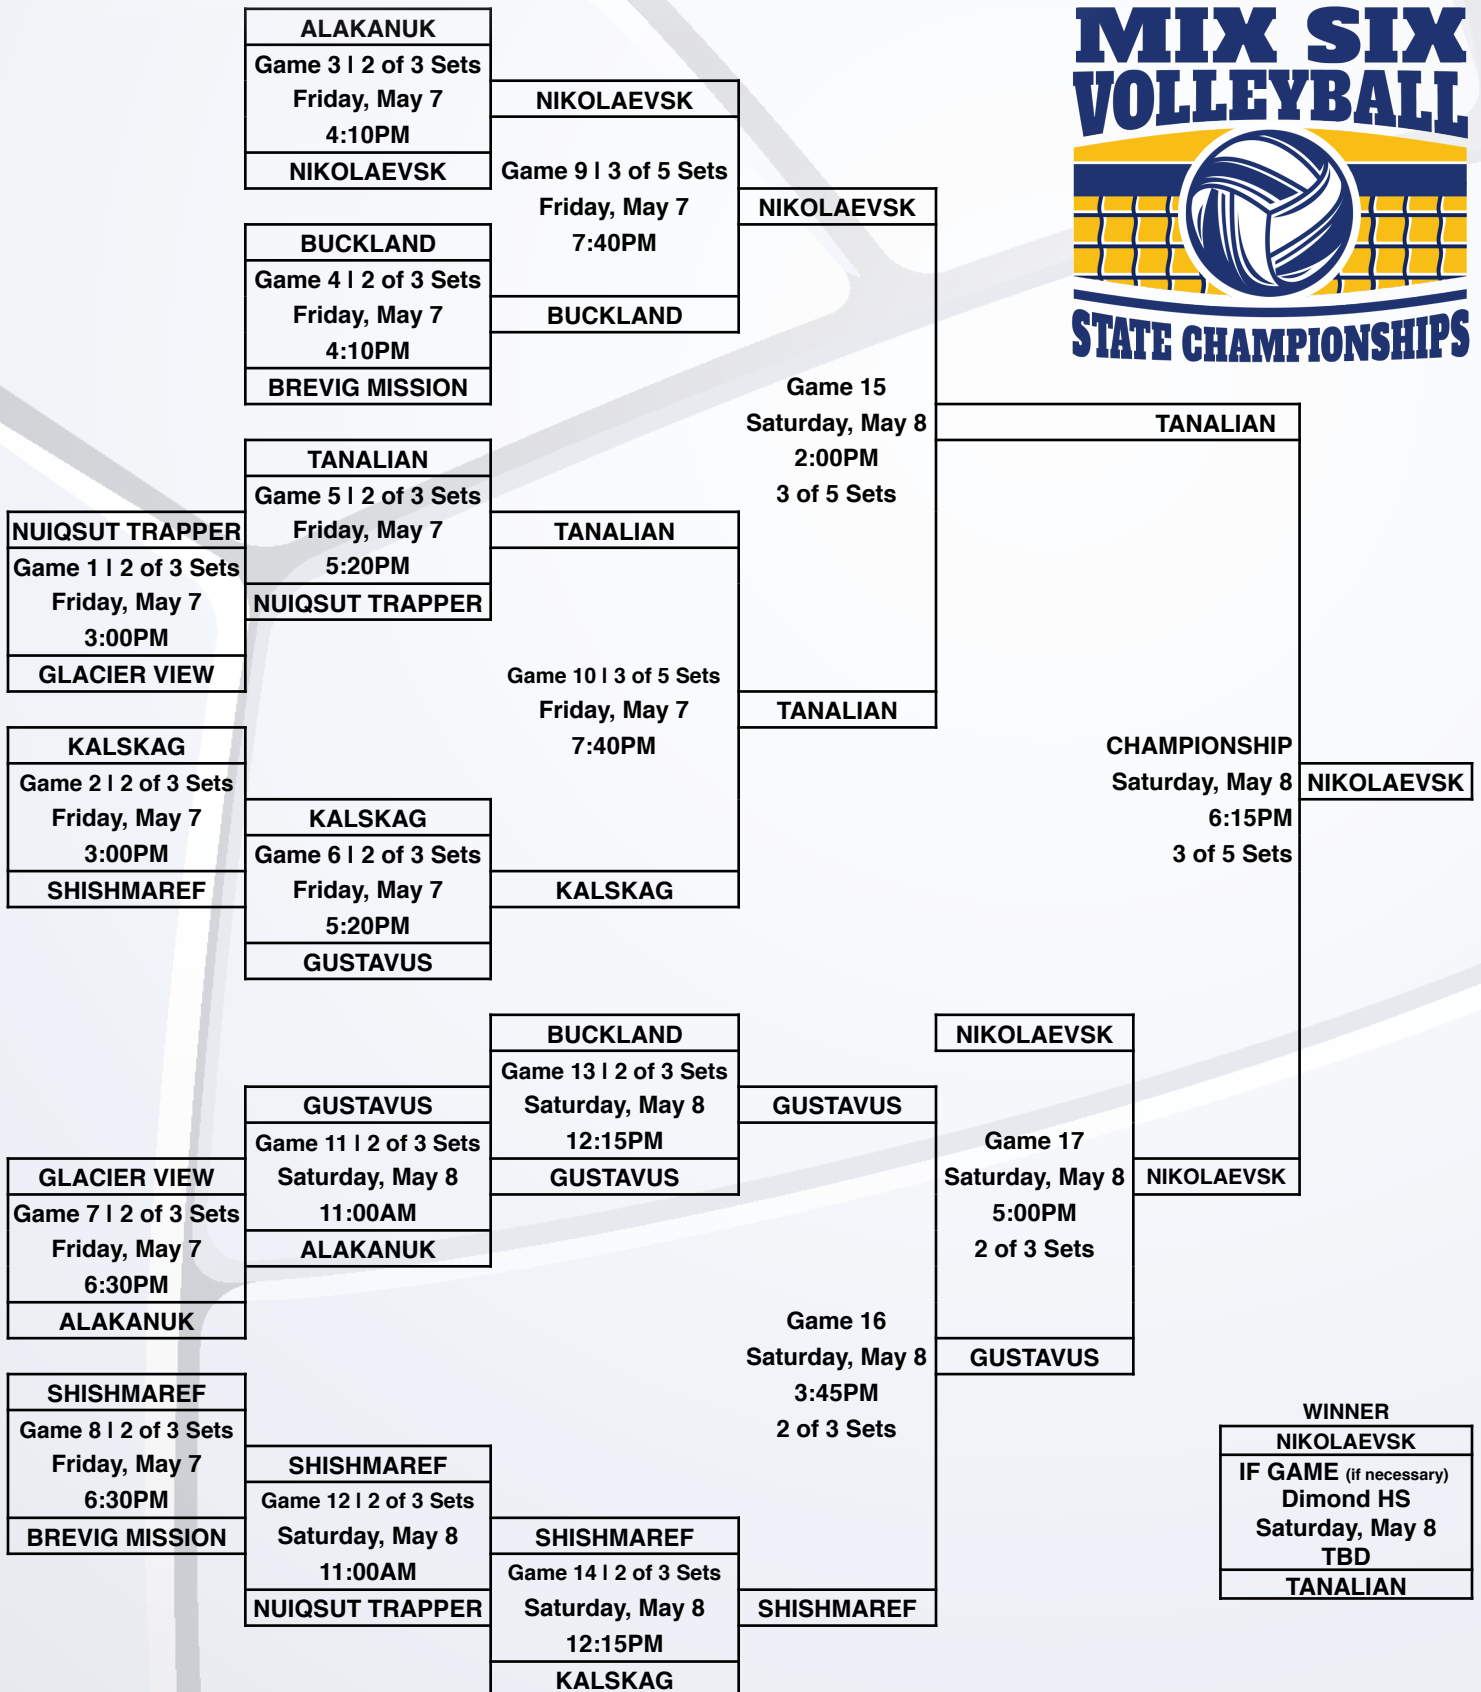 MIX SIX
VOLLEYBALL
STATE CHAMPIONSHIPS
ALAKANUK
Game 3 | 2 of 3 Sets
Friday, May 7
4:10PM
NIKOLAEVSK
BUCKLAND
Game 4 | 2 of 3 Sets
Friday, May 7
4:10PM
BREVIG MISSION
NUIQSUT TRAPPER
Game 1 | 2 of 3 Sets
Friday, May 7
3:00PM
GLACIER VIEW
TANALIAN
Game 5 | 2 of 3 Sets
Friday, May 7
5:20PM
NUIQSUT TRAPPER
KALSKAG
Game 2 | 2 of 3 Sets
Friday, May 7
3:00PM
SHISHMAREF
KALSKAG
Game 6 | 2 of 3 Sets
Friday, May 7
5:20PM
GUSTAVUS
NIKOLAEVSK
Game 9 | 3 of 5 Sets
Friday, May 7
7:40PM
BUCKLAND
TANALIAN
Game 10 | 3 of 5 Sets
Friday, May 7
7:40PM
KALSKAG
NIKOLAEVSK
Game 15
Saturday, May 8
2:00PM
3 of 5 Sets
TANALIAN
TANALIAN
CHAMPIONSHIP
Saturday, May 8
6:15PM
3 of 5 Sets
NIKOLAEVSK
NIKOLAEVSK
GLACIER VIEW
Game 7 | 2 of 3 Sets
Friday, May 7
6:30PM
ALAKANUK
GUSTAVUS
Game 11 | 2 of 3 Sets
Saturday, May 8
11:00AM
ALAKANUK
BUCKLAND
Game 13 | 2 of 3 Sets
Saturday, May 8
12:15PM
GUSTAVUS
SHISHMAREF
Game 8 | 2 of 3 Sets
Friday, May 7
6:30PM
BREVIG MISSION
SHISHMAREF
Game 12 | 2 of 3 Sets
Saturday, May 8
11:00AM
NUIQSUT TRAPPER
SHISHMAREF
Game 14 | 2 of 3 Sets
Saturday, May 8
12:15PM
KALSKAG
GUSTAVUS
Game 16
Saturday, May 8
3:45PM
2 of 3 Sets
SHISHMAREF
NIKOLAEVSK
Game 17
Saturday, May 8
5:00PM
2 of 3 Sets
GUSTAVUS
WINNER
NIKOLAEVSK
IF GAME (if necessary)
Dimond HS
Saturday, May 8
TBD
TANALIAN